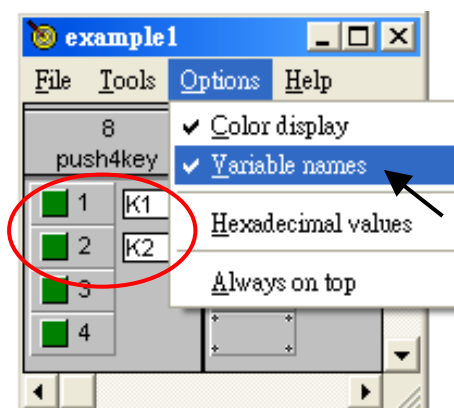 example1
File Tools Options Help
8
push4key
Color display
Variable names
Hexadecimal values
Always on top
1 K1
2 K2
3
4